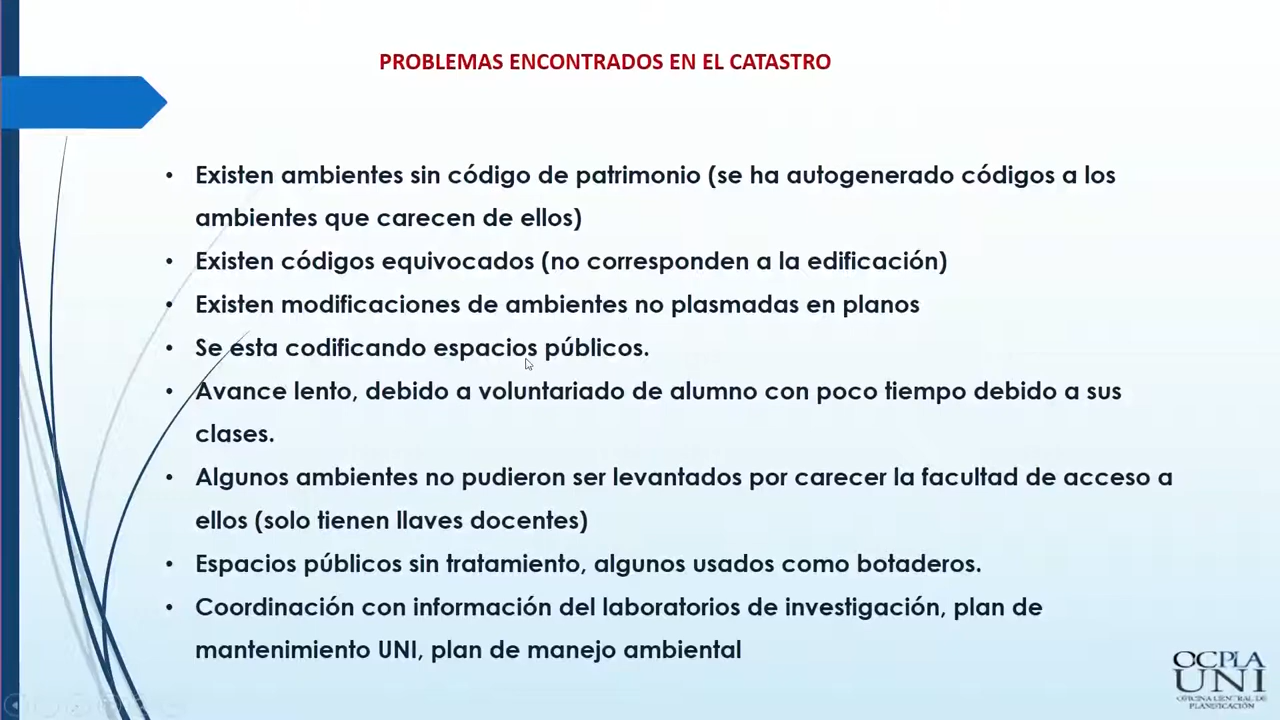 PROBLEMAS ENCONTRADOS EN EL CATASTRO
• Existen ambientes sin código de patrimonio (se ha autogenerado códigos a los
ambientes que carecen de ellos)
• Existen códigos equivocados (no corresponden a la edificación)
• Existen modificaciones de ambientes no plasmadas en planos
• Se esta codificando espacios públicos.
• Avance lento, debido a voluntariado de alumno con poco tiempo debido a sus
clases.
• Algunos ambientes no pudieron ser levantados por carecer la facultad de acceso a
ellos (solo tienen llaves docentes)
• Espacios públicos sin tratamiento, algunos usados como botaderos.
• Coordinación con información del laboratorios de investigación, plan de
mantenimiento UNI, plan de manejo ambiental
OCPLA
UNI
OFICINA CENTRAL DE
PLANIFICACIÓN